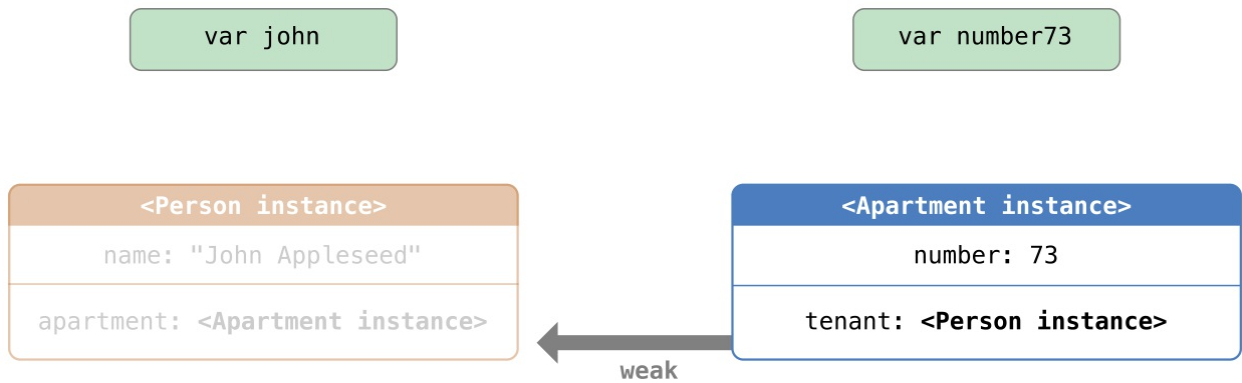 var john
var number73
<Person instance>
name: "John Appleseed"
apartment: <Apartment instance>
<Apartment instance>
number: 73
tenant: <Person instance>
weak